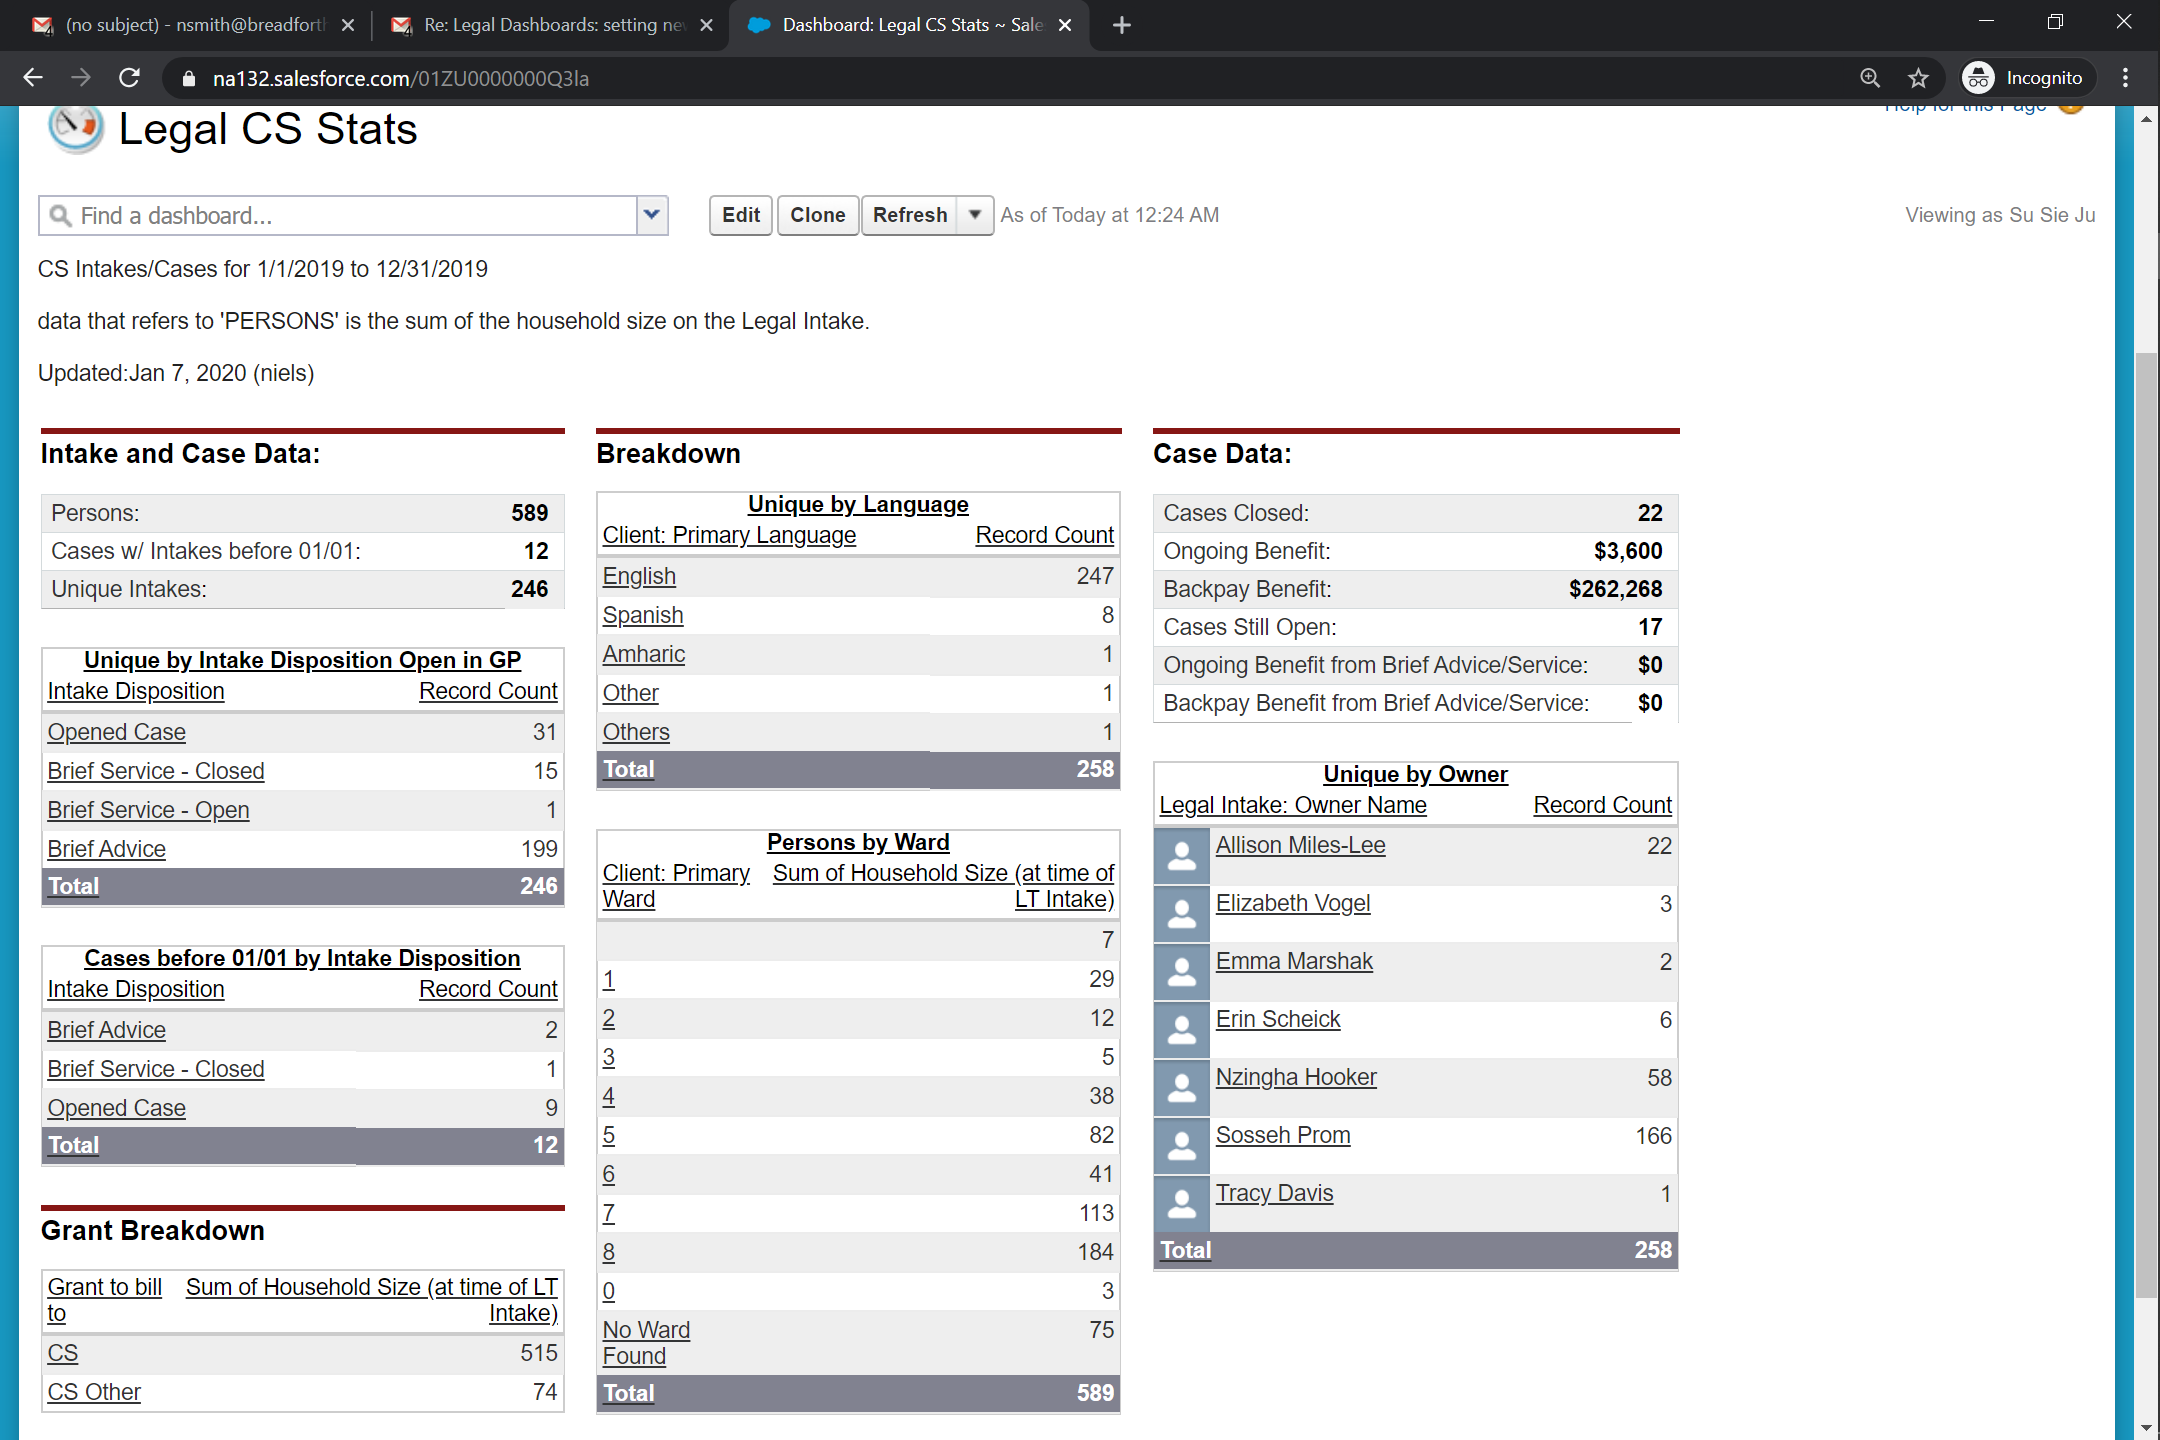 (no subject) - nsmith@breadforth
Re: Legal Dashboards: setting nev
Dashboard: Legal CS Stats ~ Sale
na132.salesforce.com/01ZU0000000Q3la
Incognito
Help for this Page
Legal CS Stats
Find a dashboard...
Edit
Clone
Refresh
As of Today at 12:24 AM
Viewing as Su Sie Ju
CS Intakes/Cases for 1/1/2019 to 12/31/2019
data that refers to 'PERSONS' is the sum of the household size on the Legal Intake.
Updated:Jan 7, 2020 (niels)
Intake and Case Data:
Persons: 589
Cases w/ Intakes before 01/01: 12
Unique Intakes: 246
Unique by Intake Disposition Open in GP
Intake Disposition Record Count
Opened Case 31
Brief Service - Closed 15
Brief Service - Open 1
Brief Advice 199
Total 246
Cases before 01/01 by Intake Disposition
Intake Disposition Record Count
Brief Advice 2
Brief Service - Closed 1
Opened Case 9
Total 12
Grant Breakdown
Grant to bill Sum of Household Size (at time of LT
to Intake)
CS 515
CS Other 74
Breakdown
Unique by Language
Client: Primary Language Record Count
English 247
Spanish 8
Amharic 1
Other 1
Others 1
Total 258
Persons by Ward
Client: Primary Sum of Household Size (at time of
Ward LT Intake)
7
1 29
2 12
3 5
4 38
5 82
6 41
7 113
8 184
0 3
No Ward 75
Found
Total 589
Case Data:
Cases Closed: 22
Ongoing Benefit: $3,600
Backpay Benefit: $262,268
Cases Still Open: 17
Ongoing Benefit from Brief Advice/Service: $0
Backpay Benefit from Brief Advice/Service: $0
Unique by Owner
Legal Intake: Owner Name Record Count
Allison Miles-Lee 22
Elizabeth Vogel 3
Emma Marshak 2
Erin Scheick 6
Nzingha Hooker 58
Sosseh Prom 166
Tracy Davis 1
Total 258